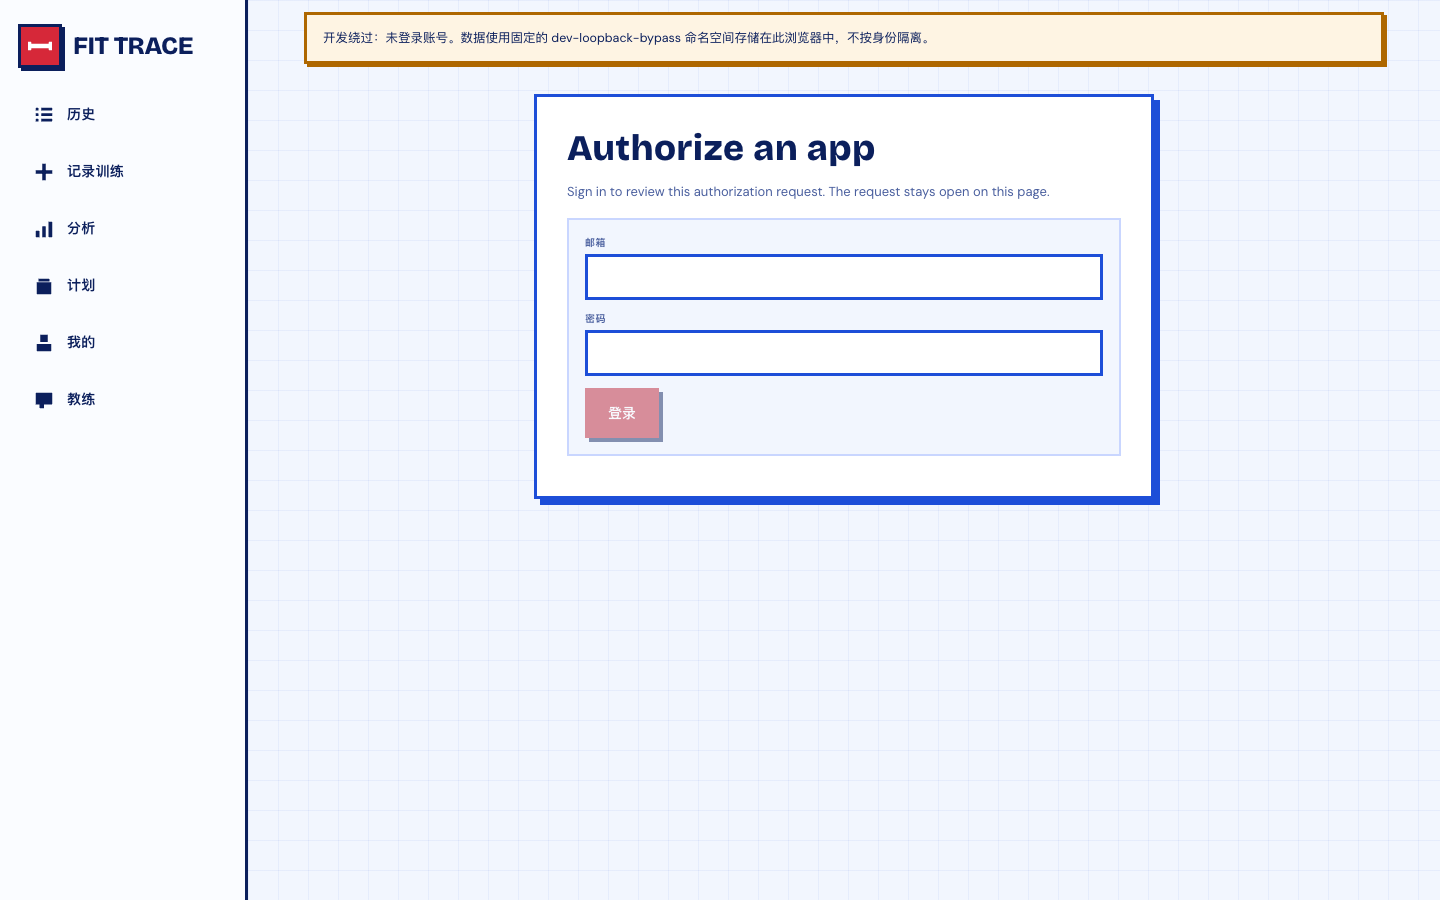 FIT TRACE
历史
记录训练
分析
计划
我的
教练
开发绕过：未登录账号。数据使用固定的 dev-loopback-bypass 命名空间存储在此浏览器中，不按身份隔离。
Authorize an app
Sign in to review this authorization request. The request stays open on this page.
邮箱
密码
登录